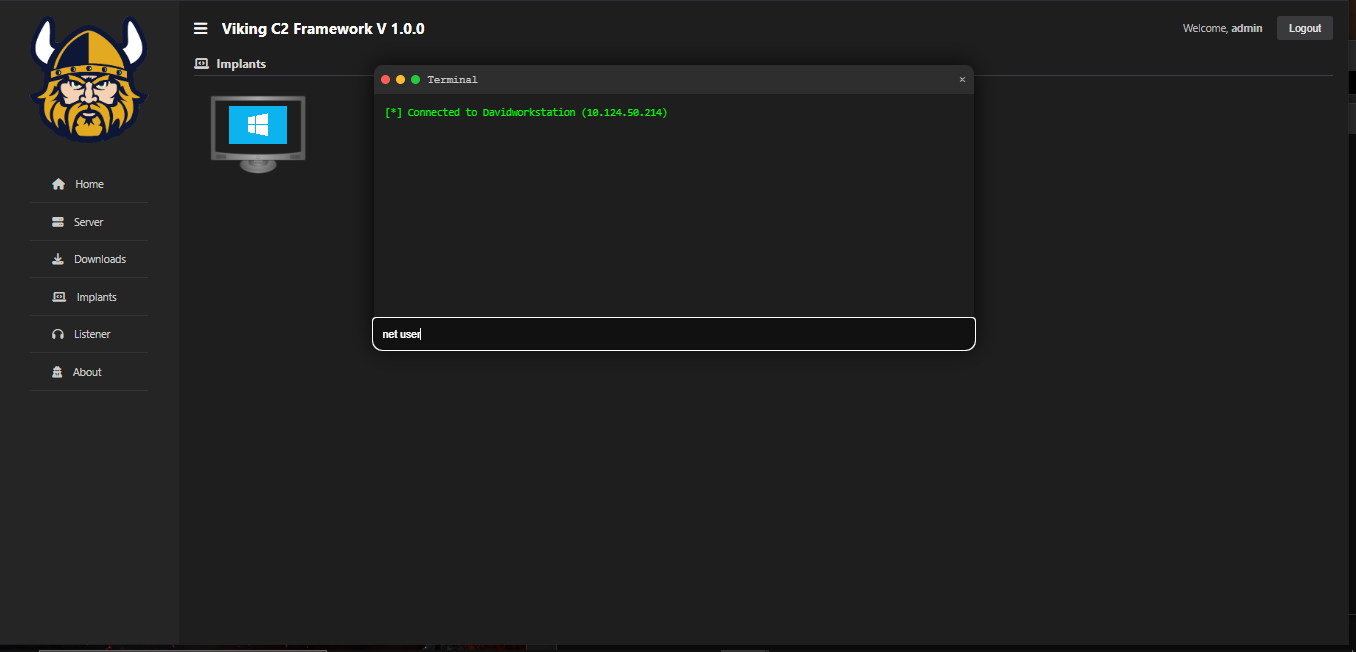 Viking C2 Framework V 1.0.0
Welcome, admin
Logout
Implants
Terminal
×
[*] Connected to Davidworkstation (10.124.50.214)
net user
Home
Server
Downloads
Implants
Listener
About